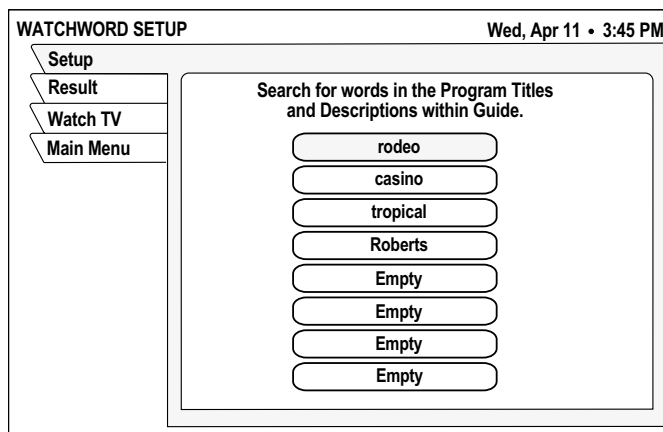 WATCHWORD SETUP
Wed, Apr 11 • 3:45 PM
Setup
Result
Watch TV
Main Menu
Search for words in the Program Titles
and Descriptions within Guide.
rodeo
casino
tropical
Roberts
Empty
Empty
Empty
Empty